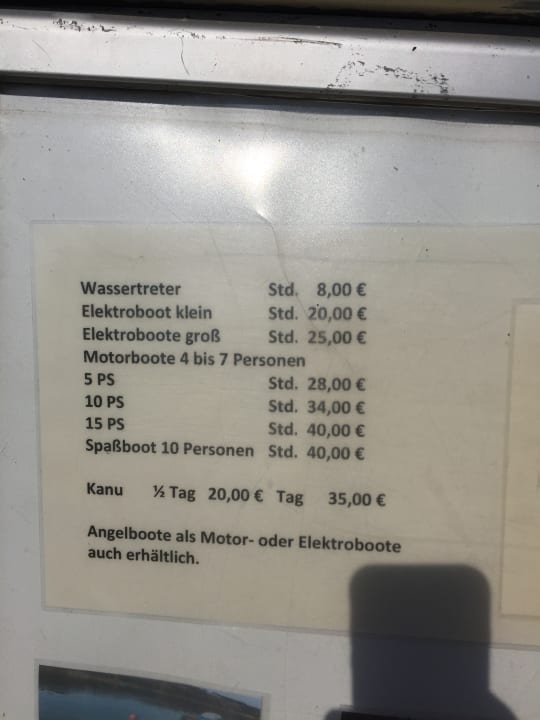 Wassertreter Std. 8,00 €
Elektroboot klein Std. 20,00 €
Elektroboote groß Std. 25,00 €
Motorboote 4 bis 7 Personen
5 PS Std. 28,00 €
10 PS Std. 34,00 €
15 PS Std. 40,00 €
Spaßboot 10 Personen Std. 40,00 €
Kanu ½ Tag 20,00 € Tag 35,00 €
Angelboote als Motor- oder Elektroboote
auch erhältlich.